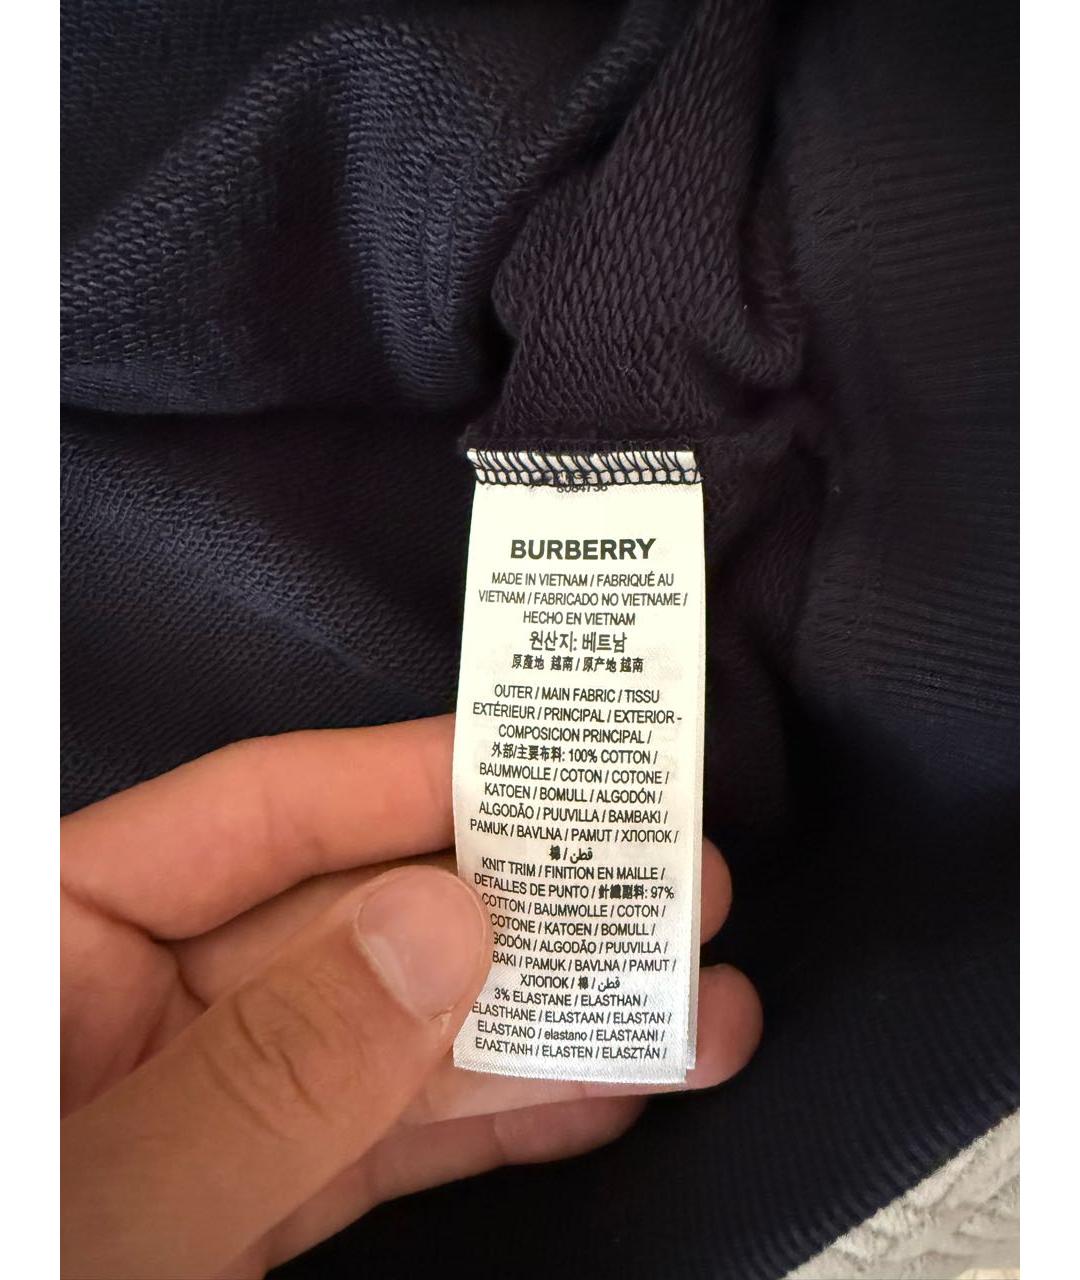 BURBERRY
MADE IN VIETNAM / FABRIQUÉ AU
VIETNAM / FABRICADO NO VIETNAME /
HECHO EN VIETNAM
원산지: 베트남
原產地 越南 / 原产地 越南
OUTER / MAIN FABRIC / TISSU
EXTÉRIEUR / PRINCIPAL / EXTERIOR -
COMPOSICION PRINCIPAL /
外部/主要布料: 100% COTTON /
BAUMWOLLE / COTON / COTONE /
KATOEN / BOMULL / ALGODÓN /
ALGODÃO / PUUVILLA / BAMBAKI /
PAMUK / BAVLNA / PAMUT / ХЛОПОК /
棉 / قطن
KNIT TRIM / FINITION EN MAILLE /
DETALLES DE PUNTO / 針織副料: 97%
COTTON / BAUMWOLLE / COTON /
COTONE / KATOEN / BOMULL /
GODÓN / ALGODÃO / PUUVILLA /
BAKI / PAMUK / BAVLNA / PAMUT /
ХЛОПОК / 棉 / قطن
3% ELASTANE / ELASTHAN /
ELASTHANE / ELASTAAN / ELASTAN /
ELASTANO / elastano / ELASTAANI /
ΕΛΑΣΤΑΝΗ / ELASTEN / ELASZTÁN /